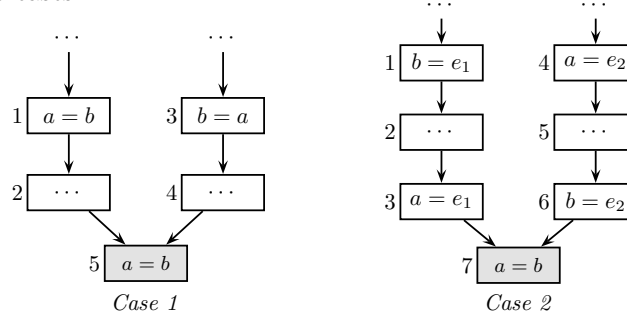 ... ...
1 a = b 3 b = a
2 ... 4 ...
5 a = b
Case 1
... ...
1 b = e₁ 4 a = e₂
2 ... 5 ...
3 a = e₁ 6 b = e₂
7 a = b
Case 2